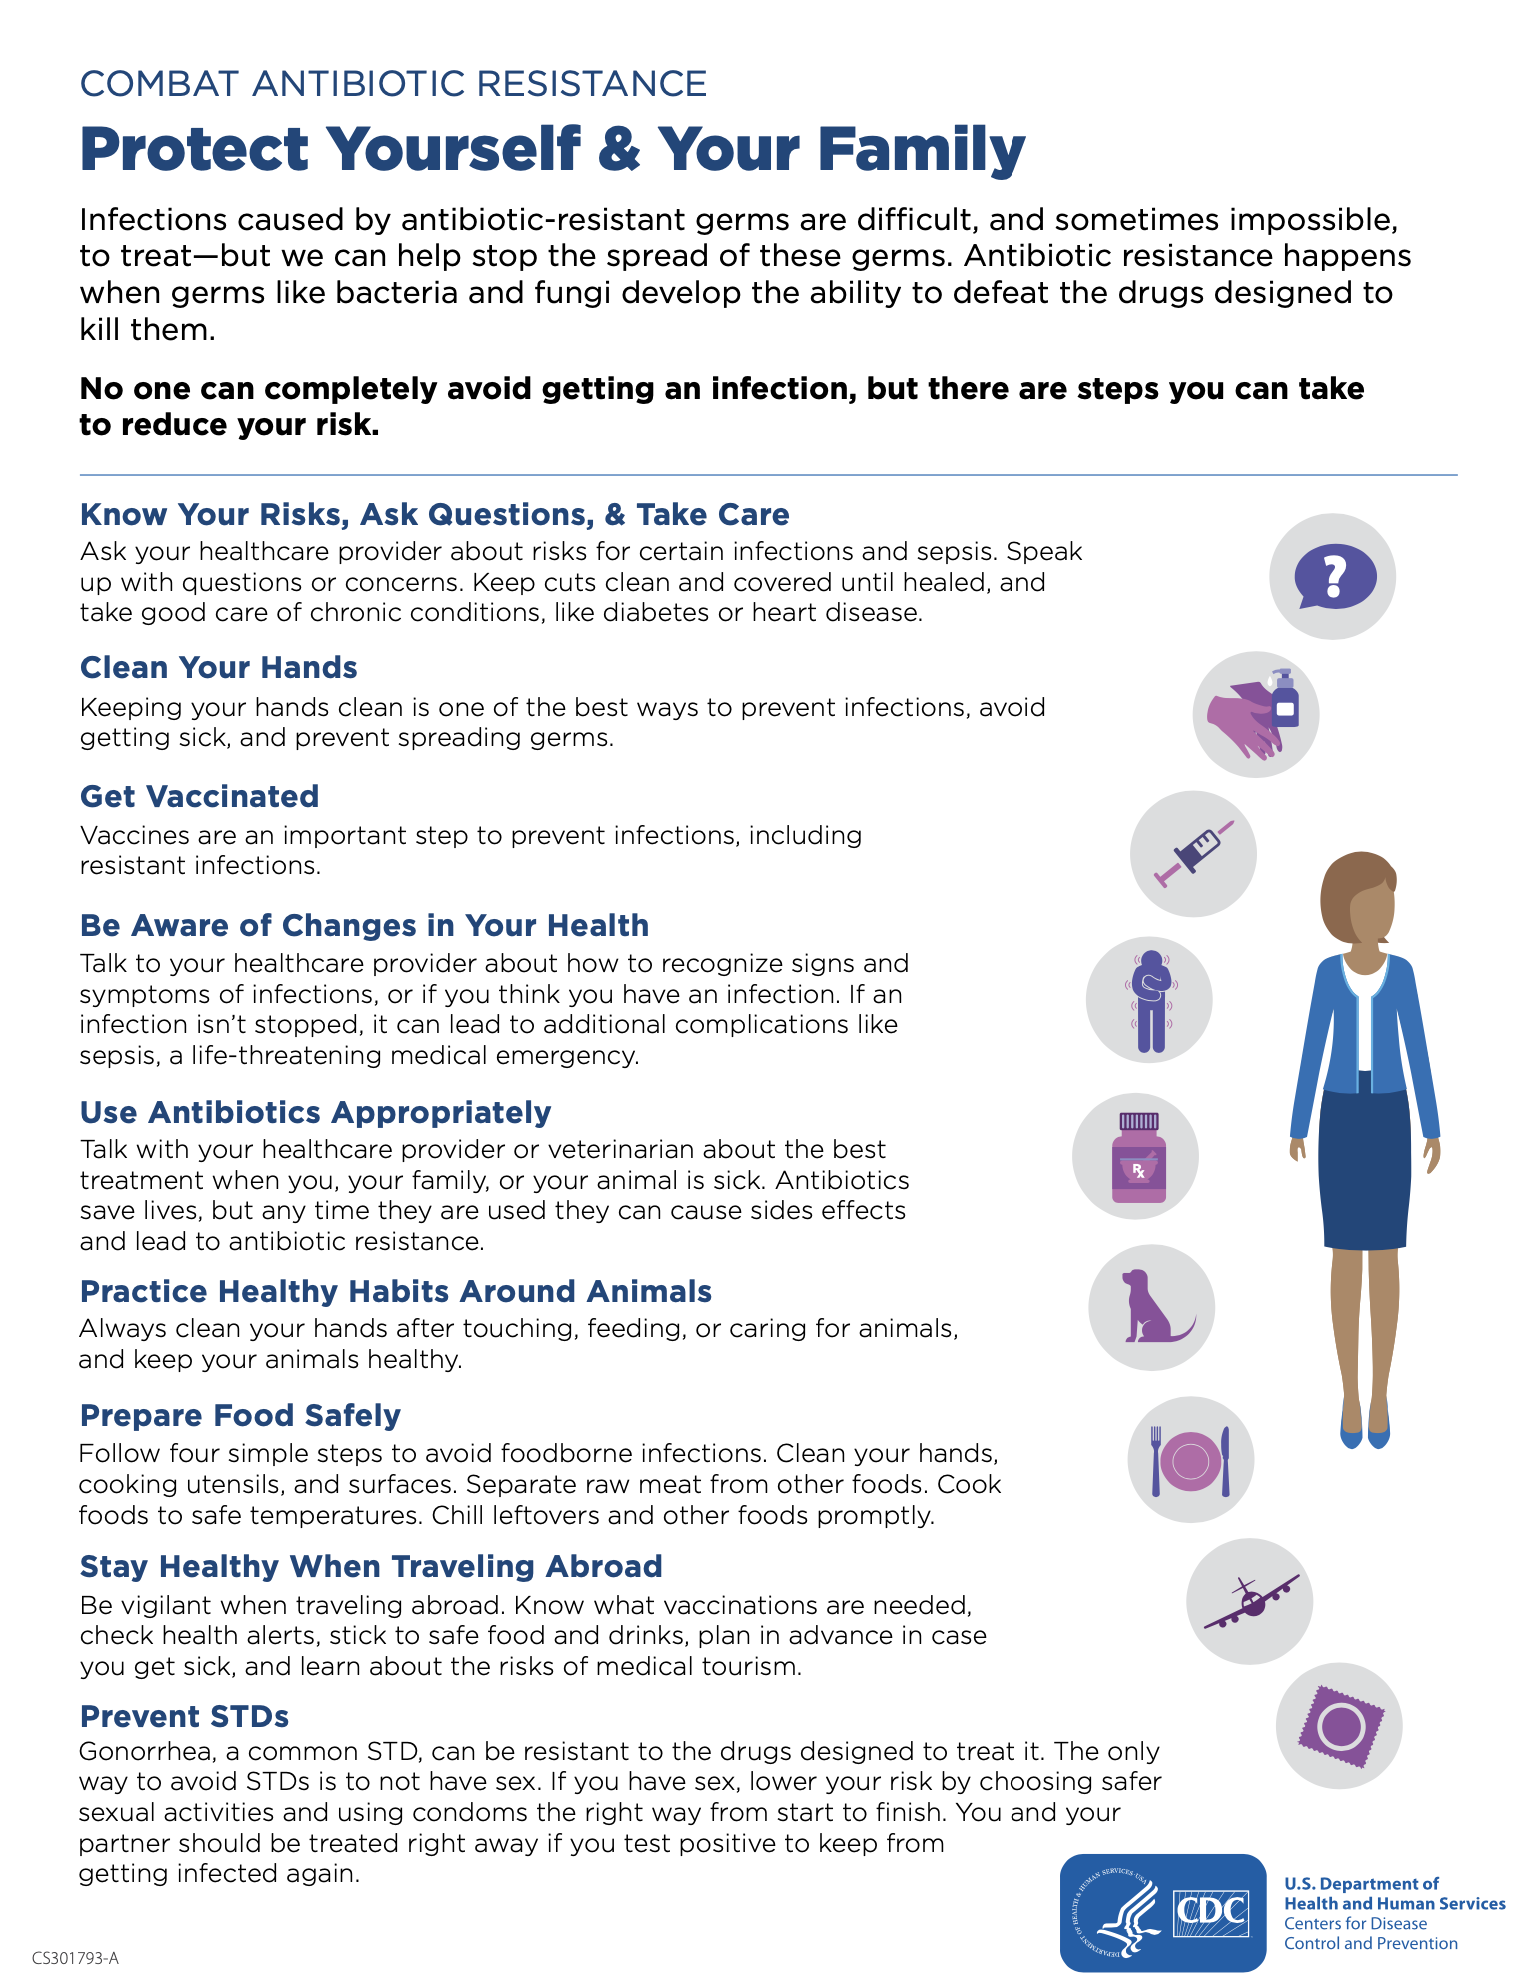 COMBAT ANTIBIOTIC RESISTANCE
Protect Yourself & Your Family
Infections caused by antibiotic-resistant germs are difficult, and sometimes impossible,
to treat—but we can help stop the spread of these germs. Antibiotic resistance happens
when germs like bacteria and fungi develop the ability to defeat the drugs designed to
kill them.
No one can completely avoid getting an infection, but there are steps you can take
to reduce your risk.
Know Your Risks, Ask Questions, & Take Care
Ask your healthcare provider about risks for certain infections and sepsis. Speak
up with questions or concerns. Keep cuts clean and covered until healed, and
take good care of chronic conditions, like diabetes or heart disease.
?
Clean Your Hands
Keeping your hands clean is one of the best ways to prevent infections, avoid
getting sick, and prevent spreading germs.
Get Vaccinated
Vaccines are an important step to prevent infections, including
resistant infections.
Be Aware of Changes in Your Health
Talk to your healthcare provider about how to recognize signs and
symptoms of infections, or if you think you have an infection. If an
infection isn't stopped, it can lead to additional complications like
sepsis, a life-threatening medical emergency.
Use Antibiotics Appropriately
Talk with your healthcare provider or veterinarian about the best
treatment when you, your family, or your animal is sick. Antibiotics
save lives, but any time they are used they can cause sides effects
and lead to antibiotic resistance.
Rx
Practice Healthy Habits Around Animals
Always clean your hands after touching, feeding, or caring for animals,
and keep your animals healthy.
Prepare Food Safely
Follow four simple steps to avoid foodborne infections. Clean your hands,
cooking utensils, and surfaces. Separate raw meat from other foods. Cook
foods to safe temperatures. Chill leftovers and other foods promptly.
Stay Healthy When Traveling Abroad
Be vigilant when traveling abroad. Know what vaccinations are needed,
check health alerts, stick to safe food and drinks, plan in advance in case
you get sick, and learn about the risks of medical tourism.
Prevent STDs
Gonorrhea, a common STD, can be resistant to the drugs designed to treat it. The only
way to avoid STDs is to not have sex. If you have sex, lower your risk by choosing safer
sexual activities and using condoms the right way from start to finish. You and your
partner should be treated right away if you test positive to keep from
getting infected again.
DEPARTMENT OF HEALTH & HUMAN SERVICES·USA
CDC
U.S. Department of
Health and Human Services
Centers for Disease
Control and Prevention
CS301793-A